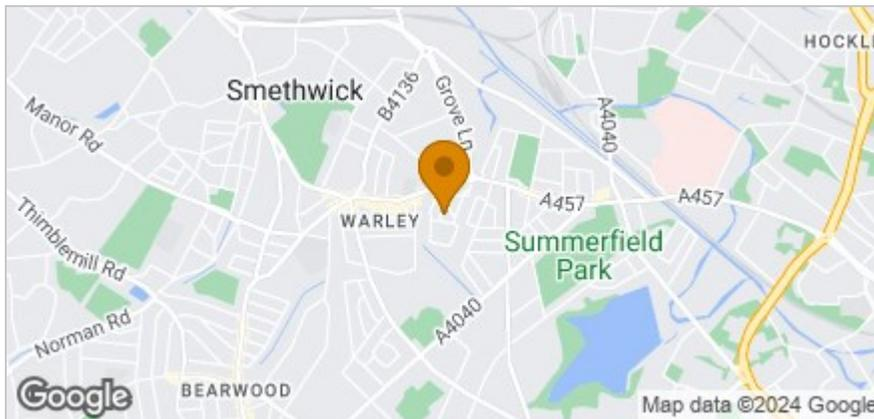 HOCKL
Smethwick
B4136
Grove Ln
A4040
Manor Rd
A457
A457
WARLEY
Thimblemill Rd
Summerfield
Park
Norman Rd
A4040
BEARWOOD
Google
Map data ©2024 Google